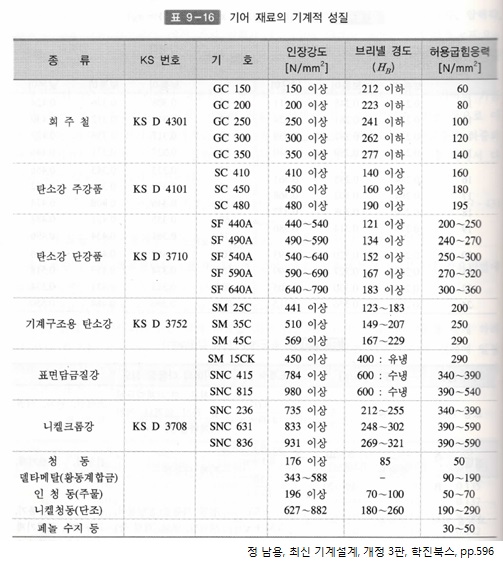 표 9-16 기어 재료의 기계적 성질
종 류 KS 번호 기 호 인장강도 [N/mm²] 브리넬 경도 (H_B) 허용굽힘응력 [N/mm²]
회 주 철 KS D 4301
GC 150 150 이상 212 이하 60
GC 200 200 이상 223 이하 80
GC 250 250 이상 241 이하 100
GC 300 300 이상 262 이하 120
GC 350 350 이상 277 이하 140
탄소강 주강품 KS D 4101
SC 410 410 이상 140 이상 160
SC 450 450 이상 160 이상 180
SC 480 480 이상 190 이상 195
탄소강 단강품 KS D 3710
SF 440A 440~540 121 이상 200~250
SF 490A 490~590 134 이상 240~270
SF 540A 540~640 152 이상 250~300
SF 590A 590~690 167 이상 270~320
SF 640A 640~790 183 이상 300~360
기계구조용 탄소강 KS D 3752
SM 25C 441 이상 123~183 200
SM 35C 510 이상 149~207 250
SM 45C 569 이상 167~229 290
표면담금질강
SM 15CK 450 이상 400 : 유냉 290
SNC 415 784 이상 600 : 수냉 340~390
SNC 815 980 이상 600 : 수냉 390~540
니켈크롬강 KS D 3708
SNC 236 735 이상 212~255 340~390
SNC 631 833 이상 248~302 390~590
SNC 836 931 이상 269~321 390~590
청 동 176 이상 85 50
델타메탈(황동계합금) 343~588 - 90~190
인 청 동(주물) 196 이상 70~100 50~70
니켈청동(단조) 627~882 180~260 190~290
페놀 수지 등 30~50
정 남용, 최신 기계설계, 개정 3판, 학진북스, pp.596